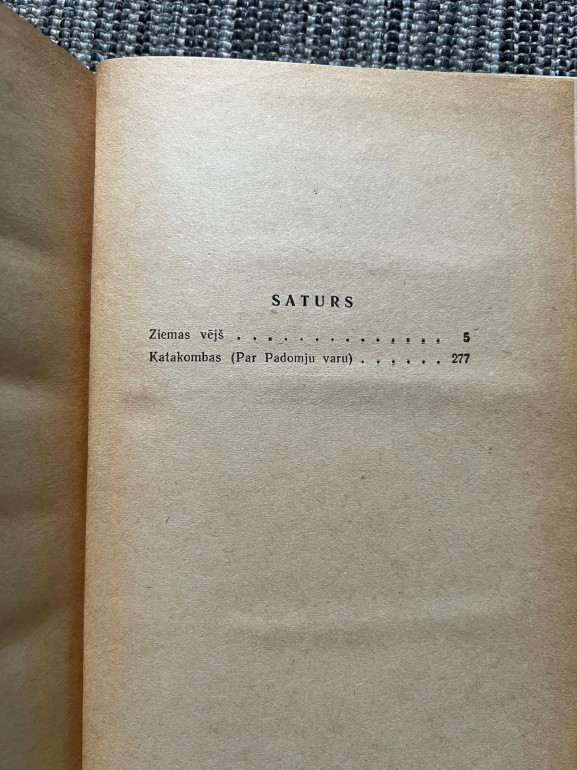 SATURS
Ziemas vējš . . . . . . . . . . . . . . 5
Katakombas (Par Padomju varu) . . . . . . 277